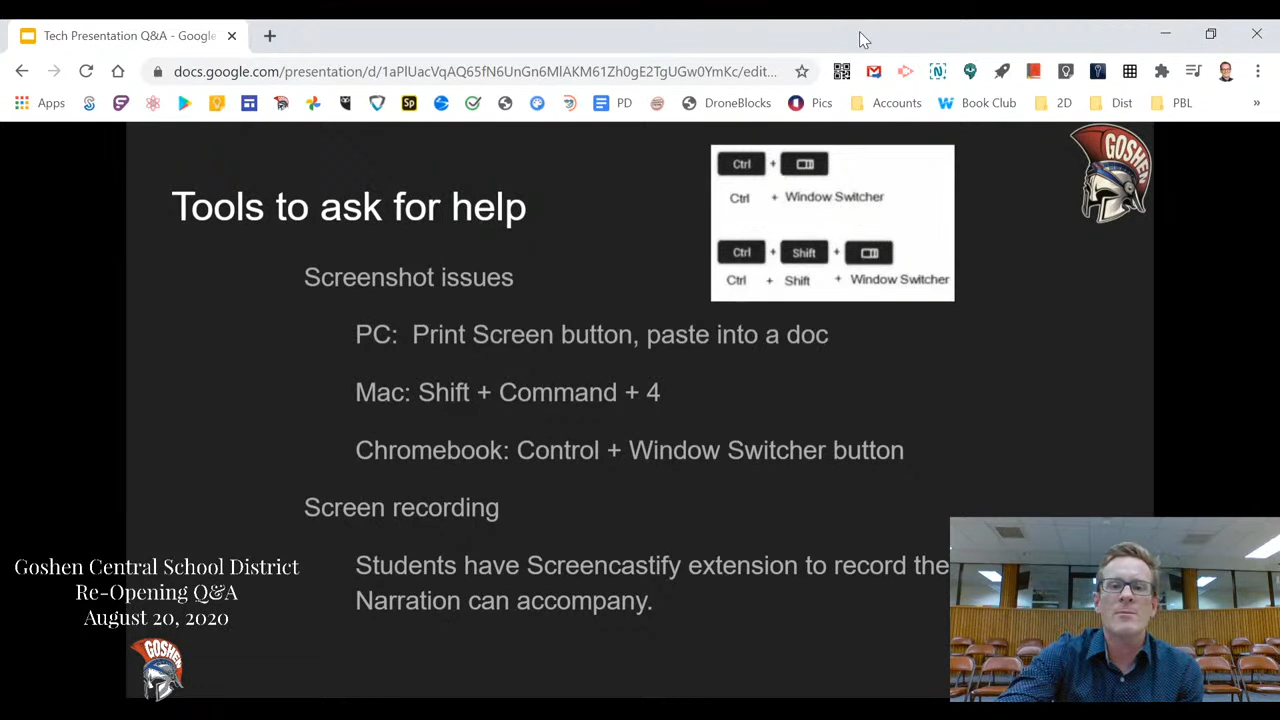 Tech Presentation Q&A - Google
docs.google.com/presentation/d/
Apps
Sp
PD
DroneBlocks
Pics
Accounts
Book Club
2D
Dist
PBL
»
Tools to ask for help
Ctrl +
Ctrl + Window Switcher
Ctrl + Shift +
Ctrl + Shift + Window Switcher
GOSHEN
Screenshot issues
PC: Print Screen button, paste into a doc
Mac: Shift + Command + 4
Chromebook: Control + Window Switcher button
Screen recording
Students have Screencastify extension to record the
Narration can accompany.
Goshen Central School District
Re-Opening Q&A
August 20, 2020
GOSHEN